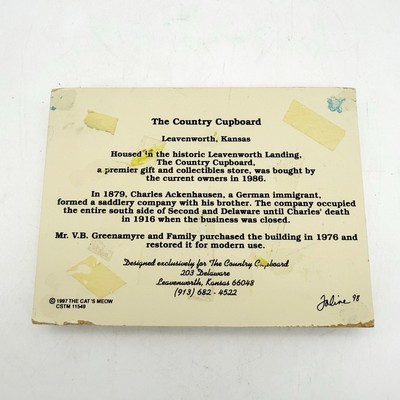 The Country Cupboard
Leavenworth, Kansas
Housed in the historic Leavenworth Landing,
The Country Cupboard,
a premier gift and collectibles store, was bought by
the current owners in 1986.
In 1879, Charles Ackenhausen, a German immigrant,
formed a saddlery company with his brother. The company occupied
the entire south side of Second and Delaware until Charles' death
in 1916 when the business was closed.
Mr. V.B. Greenamyre and Family purchased the building in 1976 and
restored it for modern use.
Designed exclusively for The Country Cupboard
203 Delaware
Leavenworth, Kansas 66048
(913) 682 - 4522
© 1997 THE CAT'S MEOW
CSTM 11549
Faline 98